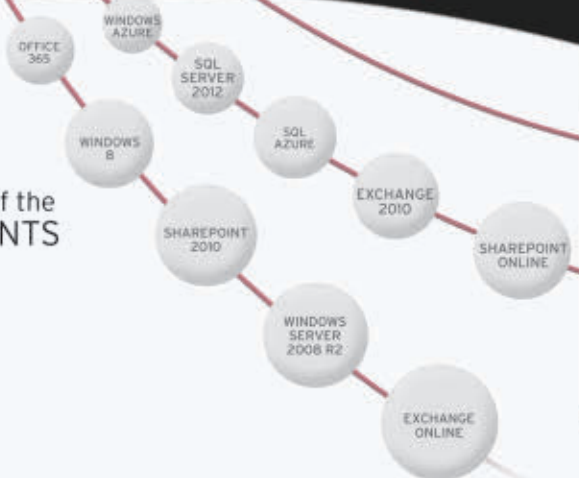 WINDOWS
AZURE
OFFICE
365
SQL
SERVER
2012
SQL
AZURE
WINDOWS
8
EXCHANGE
2010
f the
NTS
SHAREPOINT
2010
SHAREPOINT
ONLINE
WINDOWS
SERVER
2008 R2
EXCHANGE
ONLINE